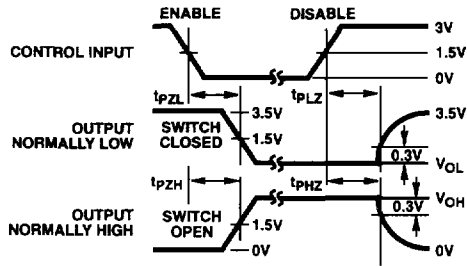 ENABLE
DISABLE
CONTROL INPUT
3V
1.5V
0V
tPZL
tPLZ
OUTPUT
NORMALLY LOW
SWITCH
CLOSED
3.5V
1.5V
3.5V
0.3V
VOL
tPZH
tPHZ
OUTPUT
NORMALLY HIGH
SWITCH
OPEN
1.5V
0V
VOH
0.3V
0V